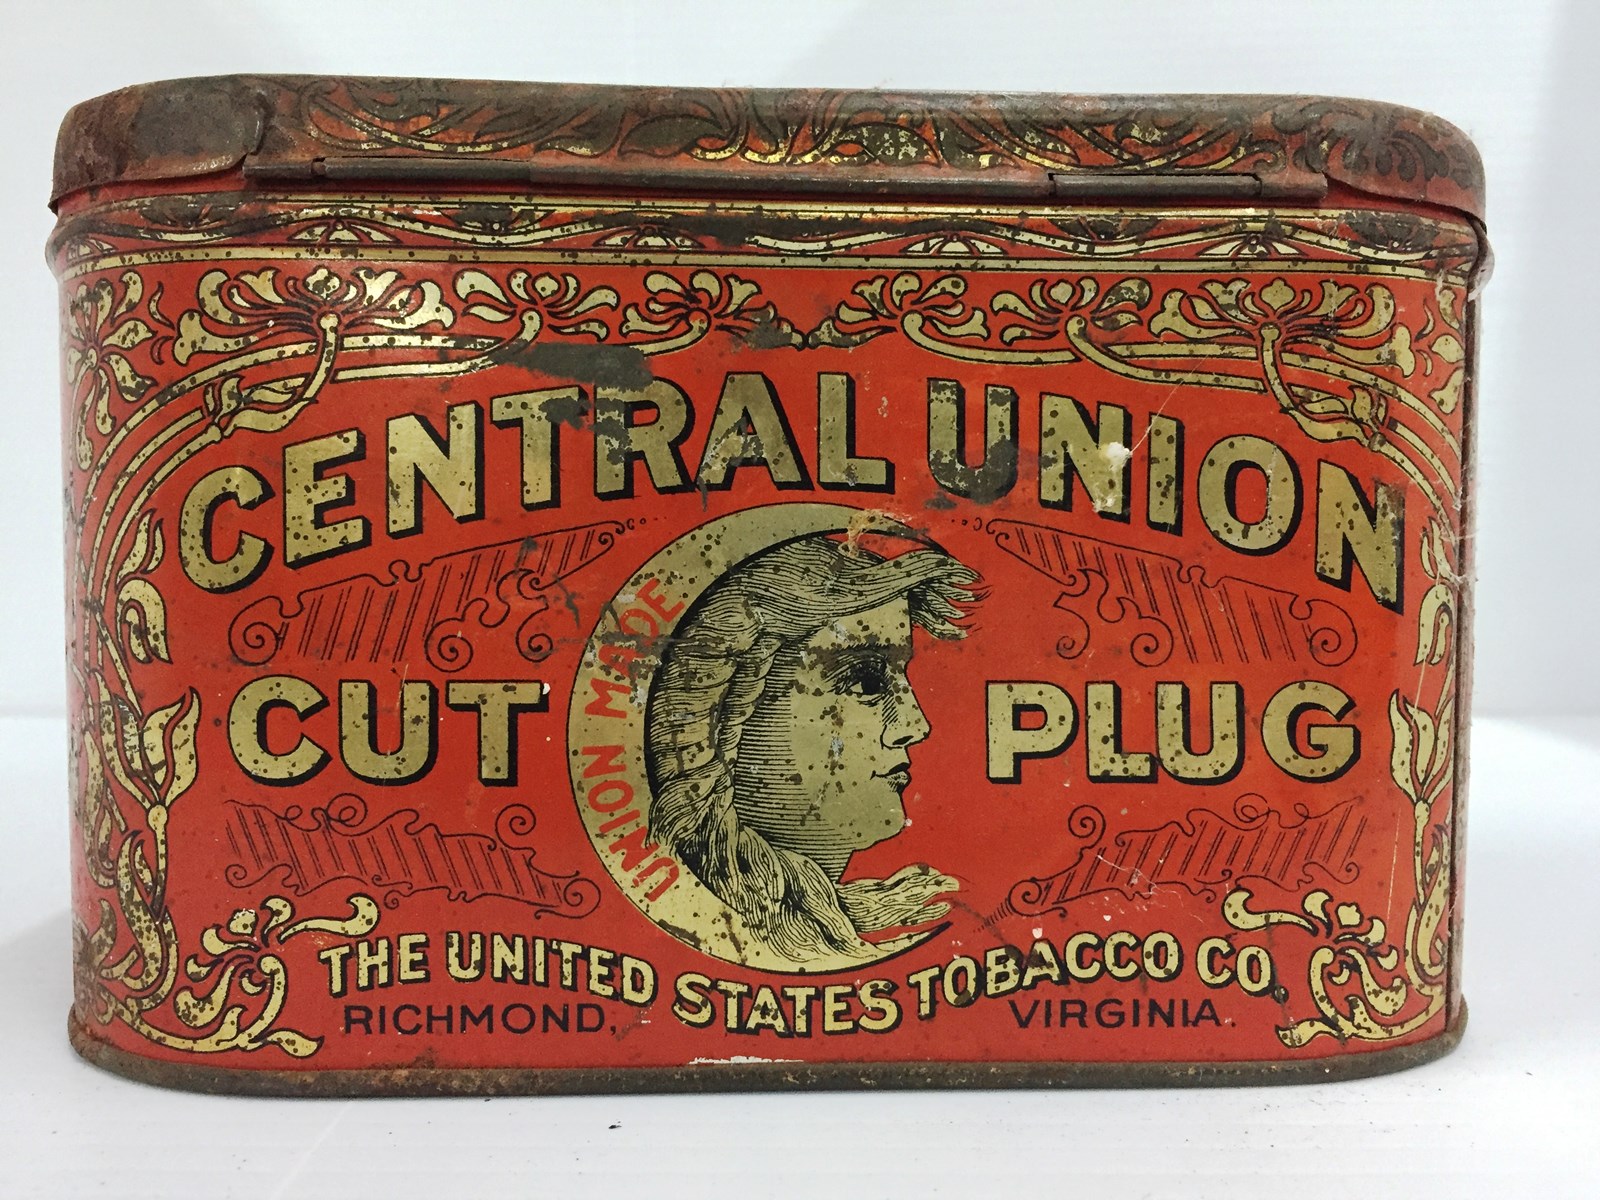 CENTRAL UNION
CUT PLUG
UNION MADE
THE UNITED STATES TOBACCO CO.
RICHMOND, VIRGINIA.